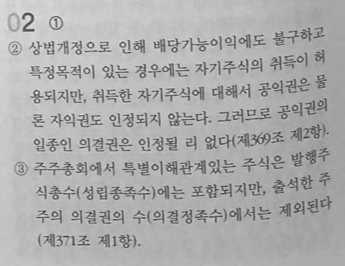 02 ①
② 상법개정으로 인해 배당가능이익에도 불구하고
특정목적이 있는 경우에는 자기주식의 취득이 허
용되지만, 취득한 자기주식에 대해서 공익권은 물
론 자익권도 인정되지 않는다. 그러므로 공익권의
일종인 의결권은 인정될 리 없다(제369조 제2항).
③ 주주총회에서 특별이해관계있는 주식은 발행주
식총수(성립종족수)에는 포함되지만, 출석한 주
주의 의결권의 수(의결정족수)에서는 제외된다
(제371조 제1항).